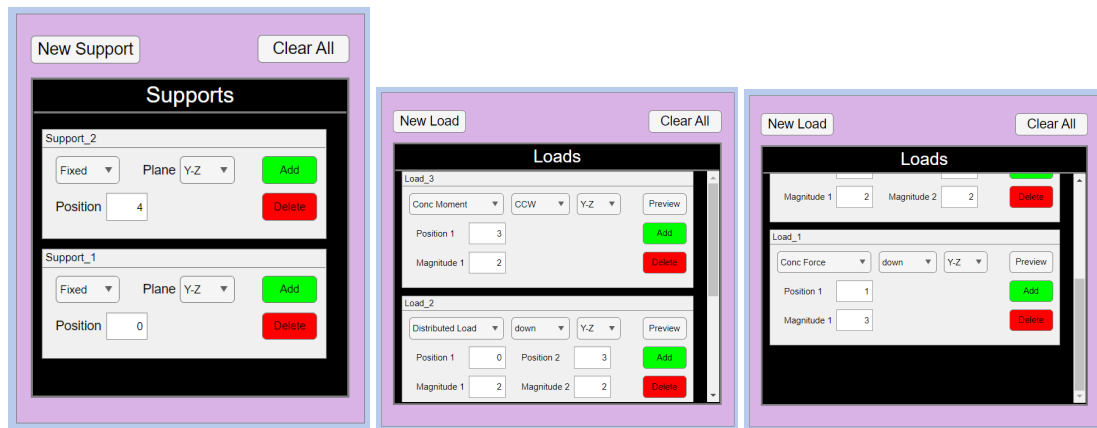 New Support Clear All
Supports
Support_2
Fixed Plane Y-Z Add
Position 4 Delete
Support_1
Fixed Plane Y-Z Add
Position 0 Delete
New Load Clear All
Loads
Load_3
Conc Moment CCW Y-Z Preview
Position 1 3 Add
Magnitude 1 2 Delete
Load_2
Distributed Load down Y-Z Preview
Position 1 0 Position 2 3 Add
Magnitude 1 2 Magnitude 2 2 Delete
New Load Clear All
Loads
Magnitude 1 2 Magnitude 2 2 Delete
Load_1
Conc Force down Y-Z Preview
Position 1 1 Add
Magnitude 1 3 Delete